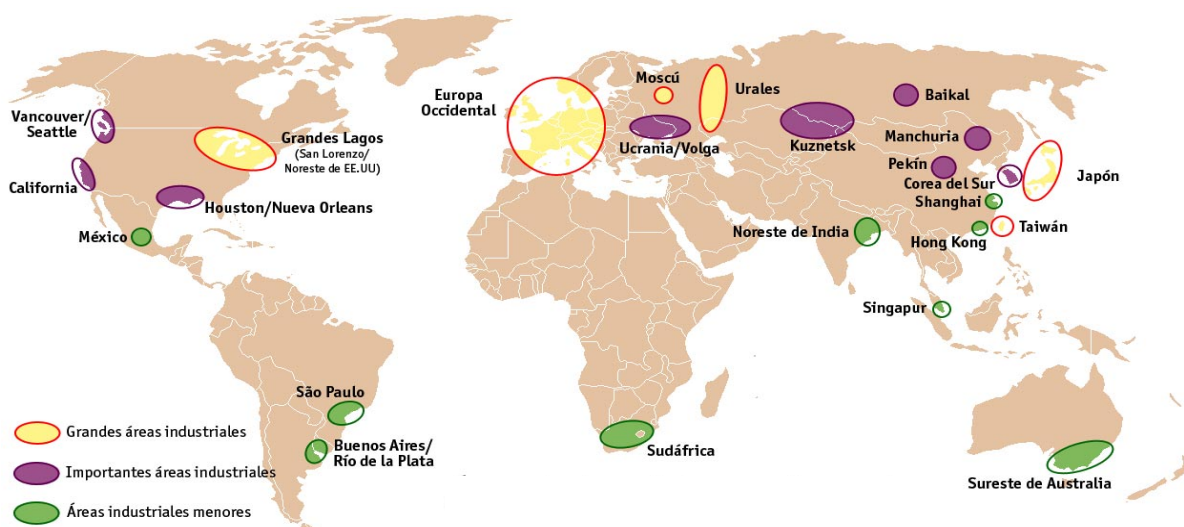 Vancouver/
Seattle
California
México
Grandes Lagos
(San Lorenzo/
Noreste de EE.UU)
Houston/Nueva Orleans
São Paulo
Buenos Aires/
Río de la Plata
Europa
Occidental
Moscú
Urales
Ucrania/Volga
Kuznetsk
Baikal
Manchuria
Pekín
Corea del Sur
Shanghai
Japón
Taiwán
Hong Kong
Noreste de India
Singapur
Sudáfrica
Sureste de Australia
Grandes áreas industriales
Importantes áreas industriales
Áreas industriales menores